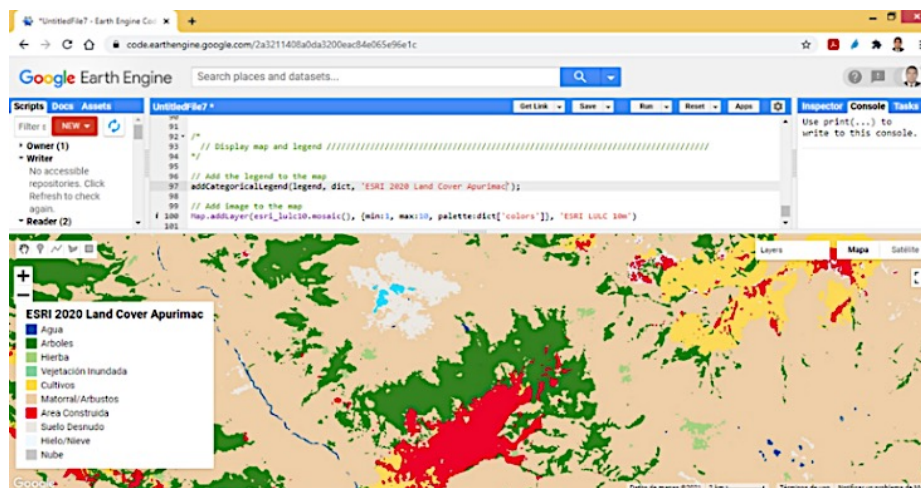 *UntitledFile7 - Earth Engine Co
code.earthengine.google.com/2a3211408a0da3200eac84e065e96e1c
Google Earth Engine
Search places and datasets...
Scripts Docs Assets
UntitledFile7 *
Get Link
Save
Run
Reset
Apps
Inspector Console Tasks
Filter s
NEW
Owner (1)
Writer
No accessible
repositories. Click
Refresh to check
again.
Reader (2)
90
91
92 /*
93 // Display map and legend
94 */
95
96 // Add the legend to the map
97 addCategoricalLegend(legend, dict, 'ESRI 2020 Land Cover Apurimac');
98
99 // Add image to the map
i 100 Map.addLayer(esri_lulc10.mosaic(), {min:1, max:10, palette:dict['colors']}, 'ESRI LULC 10m')
101
Use print(...) to
write to this console.
Layers
Mapa
Satélite
ESRI 2020 Land Cover Apurimac
Agua
Arboles
Hierba
Vejetación Inundada
Cultivos
Matorral/Arbustos
Area Construida
Suelo Desnudo
Hielo/Nieve
Nube
Google
2 km